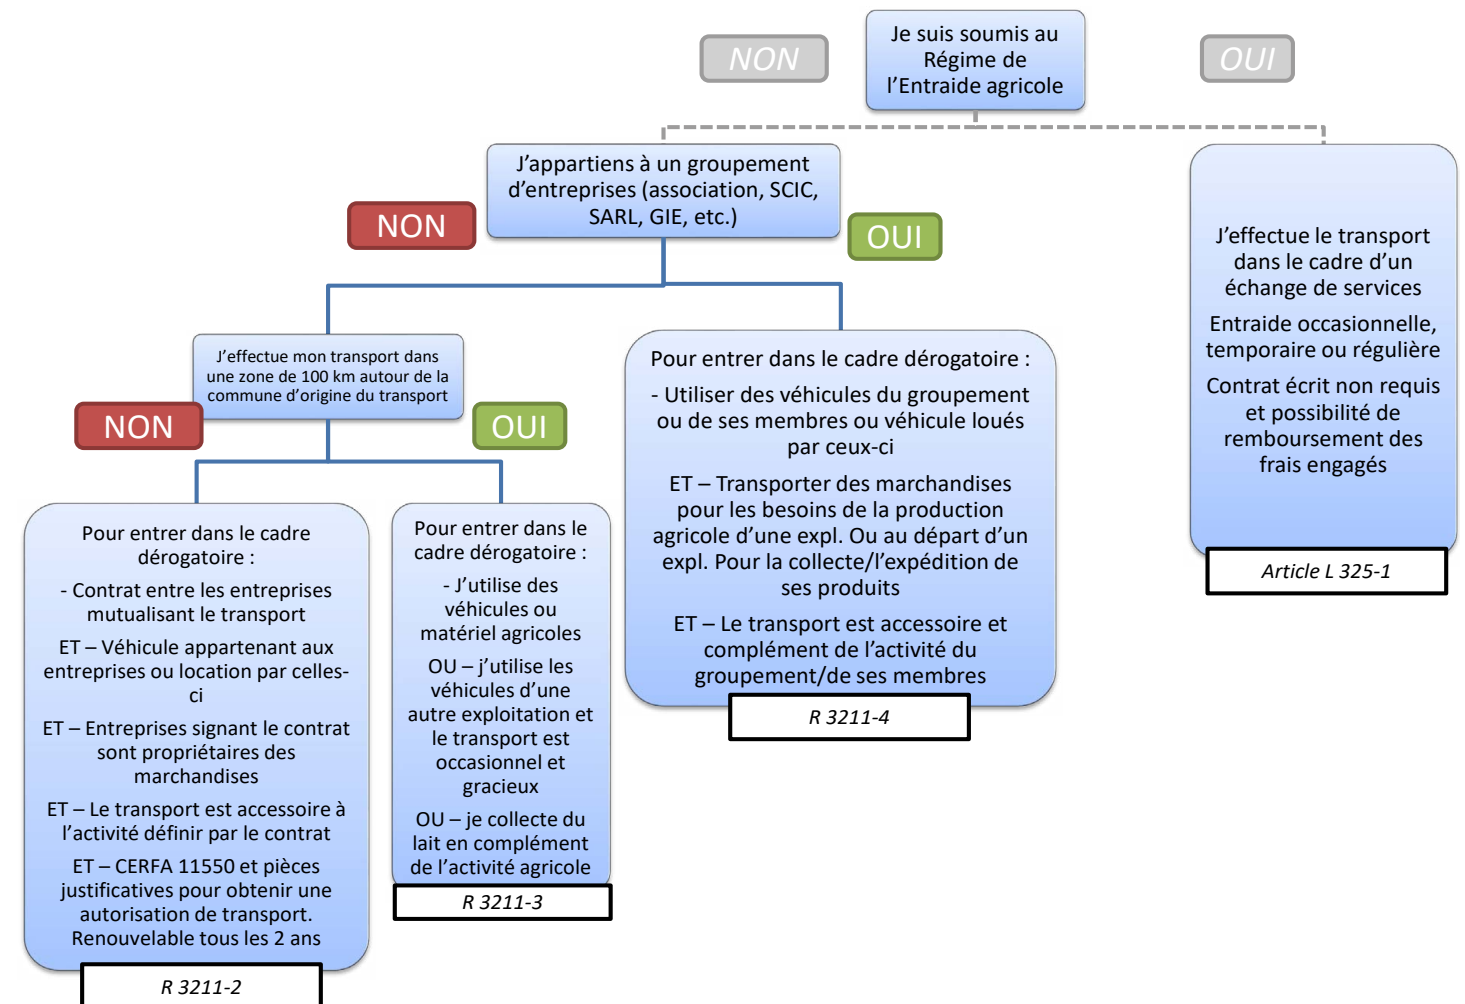 Je suis soumis au
Régime de
l'Entraide agricole
NON
OUI
J'appartiens à un groupement
d'entreprises (association, SCIC,
SARL, GIE, etc.)
NON
OUI
J'effectue le transport
dans le cadre d'un
échange de services
Entraide occasionnelle,
temporaire ou régulière
Contrat écrit non requis
et possibilité de
remboursement des
frais engagés
Article L 325-1
J'effectue mon transport dans
une zone de 100 km autour de la
commune d'origine du transport
NON
OUI
Pour entrer dans le cadre dérogatoire :
- Utiliser des véhicules du groupement
ou de ses membres ou véhicule loués
par ceux-ci
ET – Transporter des marchandises
pour les besoins de la production
agricole d'une expl. Ou au départ d'un
expl. Pour la collecte/l'expédition de
ses produits
ET – Le transport est accessoire et
complément de l'activité du
groupement/de ses membres
R 3211-4
Pour entrer dans le cadre
dérogatoire :
- Contrat entre les entreprises
mutualisant le transport
ET – Véhicule appartenant aux
entreprises ou location par celles-
ci
ET – Entreprises signant le contrat
sont propriétaires des
marchandises
ET – Le transport est accessoire à
l'activité définir par le contrat
ET – CERFA 11550 et pièces
justificatives pour obtenir une
autorisation de transport.
Renouvelable tous les 2 ans
R 3211-2
Pour entrer dans le
cadre dérogatoire :
- J'utilise des
véhicules ou
matériel agricoles
OU – j'utilise les
véhicules d'une
autre exploitation et
le transport est
occasionnel et
gracieux
OU – je collecte du
lait en complément
de l'activité agricole
R 3211-3